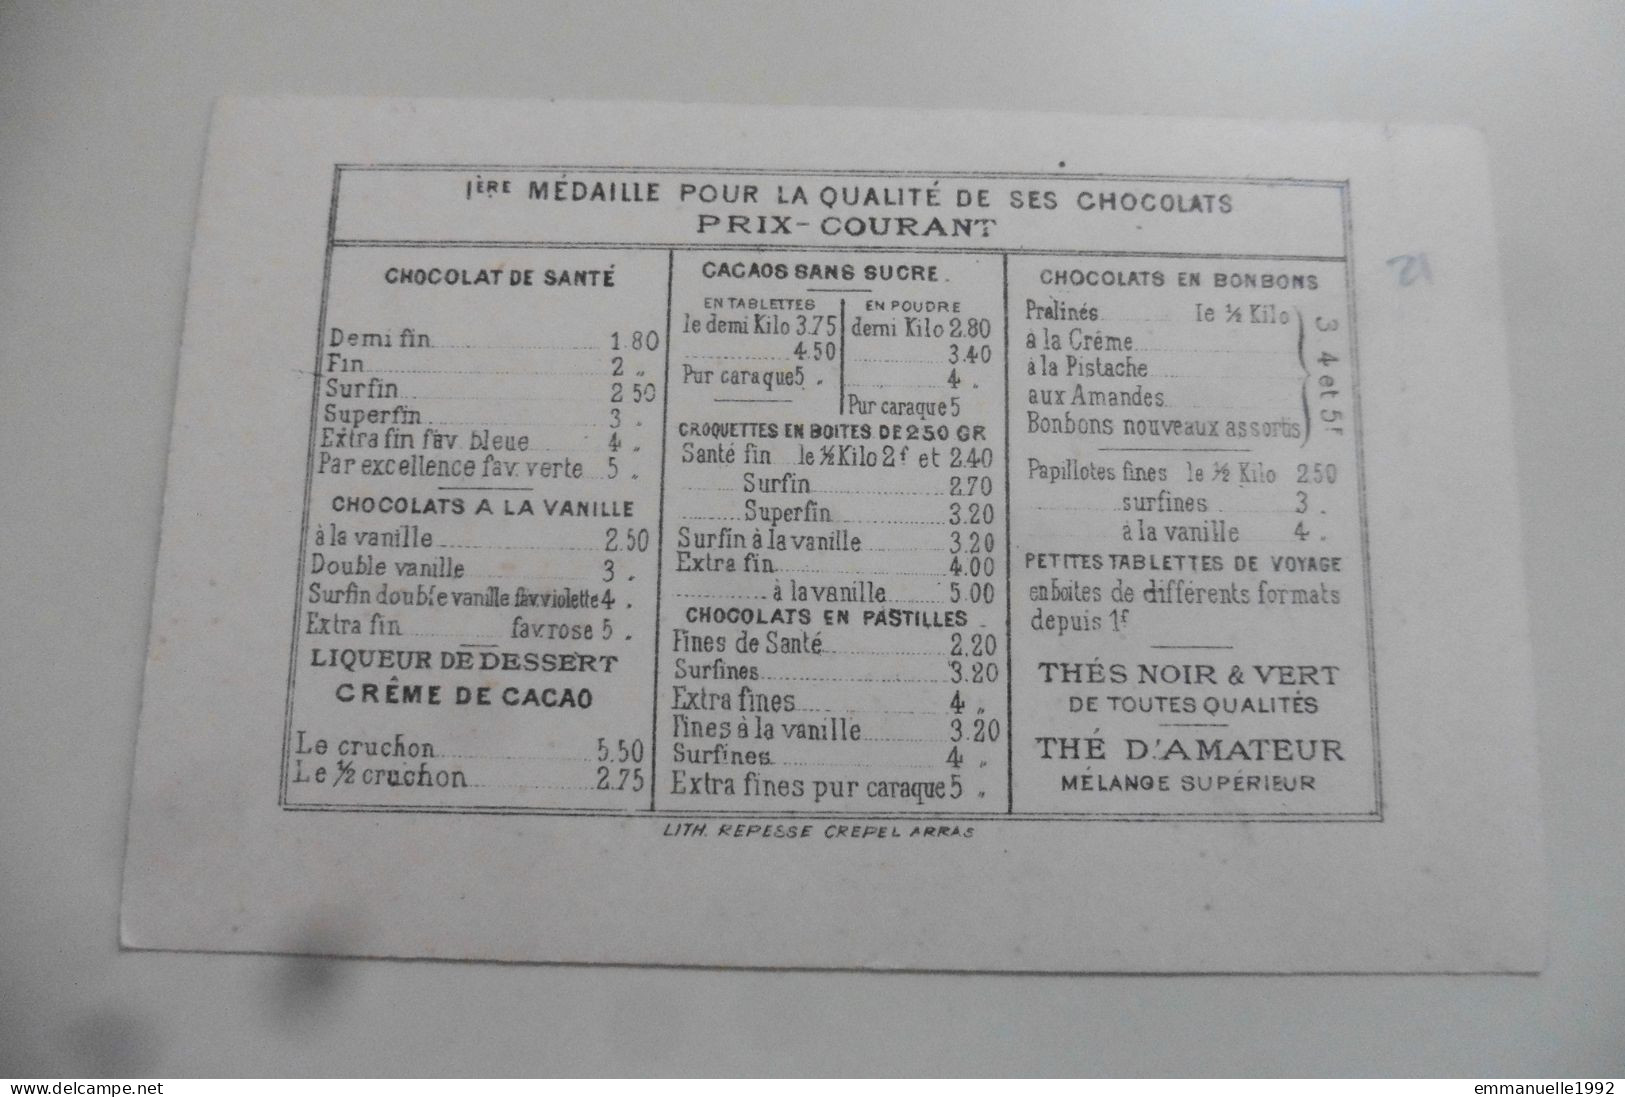 1ÈRE MÉDAILLE POUR LA QUALITÉ DE SES CHOCOLATS
PRIX-COURANT
CHOCOLAT DE SANTÉ
Demi fin 1.80
Fin 2 "
Surfin 2 50
Superfin 3 .
Extra fin fav. bleue 4 "
Par excellence fav. verte 5 "
CHOCOLATS A LA VANILLE
à la vanille 2.50
Double vanille 3 "
Surfin double vanille fav. violette 4 .
Extra fin fav. rose 5 "
LIQUEUR DE DESSERT
CRÊME DE CACAO
Le cruchon 5.50
Le ½ cruchon 2.75
CACAOS SANS SUCRE.
EN TABLETTES
le demi Kilo 3.75
4.50
Pur caraque 5 "
EN POUDRE
demi Kilo 2.80
3.40
4 "
Pur caraque 5
CROQUETTES EN BOITES DE 250 GR
Santé fin le ½ Kilo 2f et 2.40
Surfin 2.70
Superfin 3.20
Surfin à la vanille 3.20
Extra fin 4.00
à la vanille 5.00
CHOCOLATS EN PASTILLES
Fines de Santé 2.20
Surfines 3.20
Extra fines 4 "
Fines à la vanille 3.20
Surfines 4 "
Extra fines pur caraque 5 "
CHOCOLATS EN BONBONS
Pralinés le ½ Kilo
à la Crême
à la Pistache
aux Amandes
Bonbons nouveaux assortis
3 4 et 5f
Papillotes fines le ½ Kilo 2.50
surfines 3 .
à la vanille 4 .
PETITES TABLETTES DE VOYAGE
en boites de différents formats
depuis 1f
THÉS NOIR & VERT
DE TOUTES QUALITÉS
THÉ D'AMATEUR
MÉLANGE SUPÉRIEUR
LITH. REPESSE CREPEL ARRAS
21
www.delcampe.net
emmanuelle1992